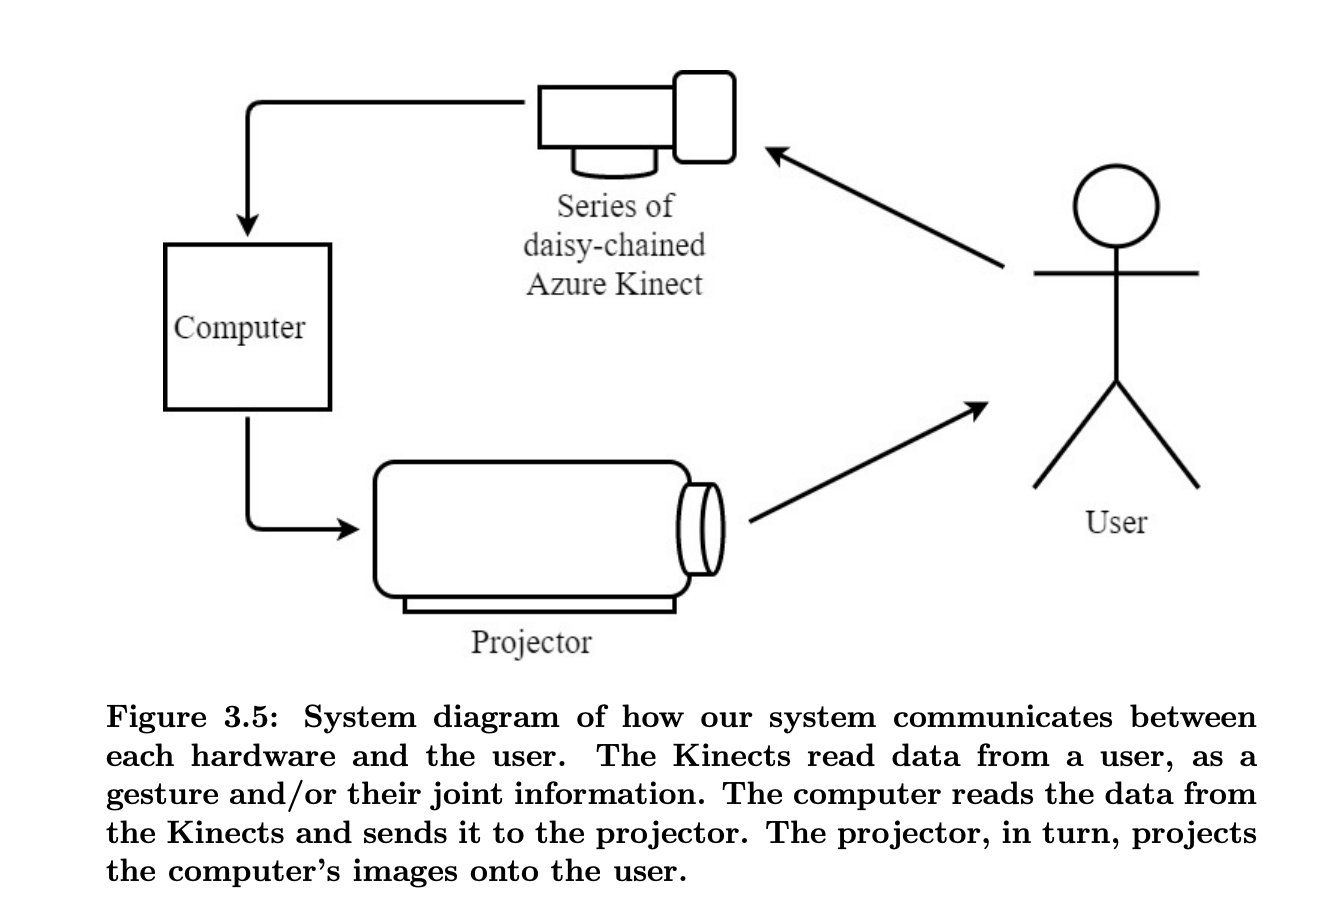 Series of
daisy-chained
Azure Kinect
Computer
User
Projector
Figure 3.5: System diagram of how our system communicates between
each hardware and the user. The Kinects read data from a user, as a
gesture and/or their joint information. The computer reads the data from
the Kinects and sends it to the projector. The projector, in turn, projects
the computer's images onto the user.